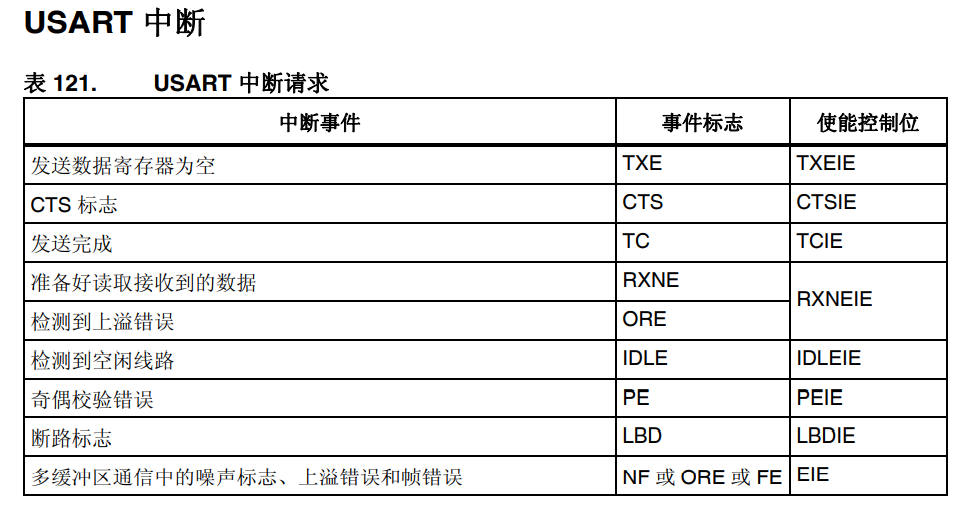 USART 中断
表 121. USART 中断请求
中断事件 事件标志 使能控制位
发送数据寄存器为空 TXE TXEIE
CTS 标志 CTS CTSIE
发送完成 TC TCIE
准备好读取接收到的数据 RXNE RXNEIE
检测到上溢错误 ORE
检测到空闲线路 IDLE IDLEIE
奇偶校验错误 PE PEIE
断路标志 LBD LBDIE
多缓冲区通信中的噪声标志、上溢错误和帧错误 NF 或 ORE 或 FE EIE